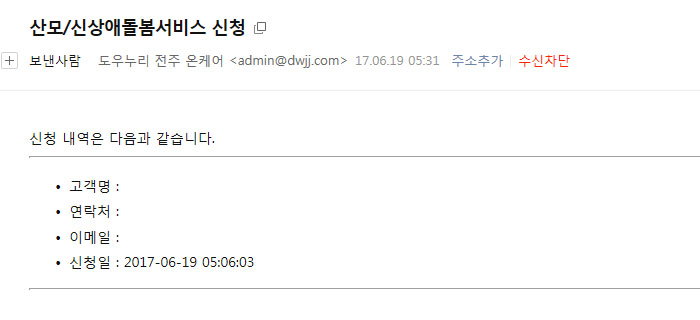 산모/신상애돌봄서비스 신청
보낸사람 도우누리 전주 온케어 <admin@dwjj.com> 17.06.19 05:31 주소추가 수신차단
신청 내역은 다음과 같습니다.
• 고객명 :
• 연락처 :
• 이메일 :
• 신청일 : 2017-06-19 05:06:03